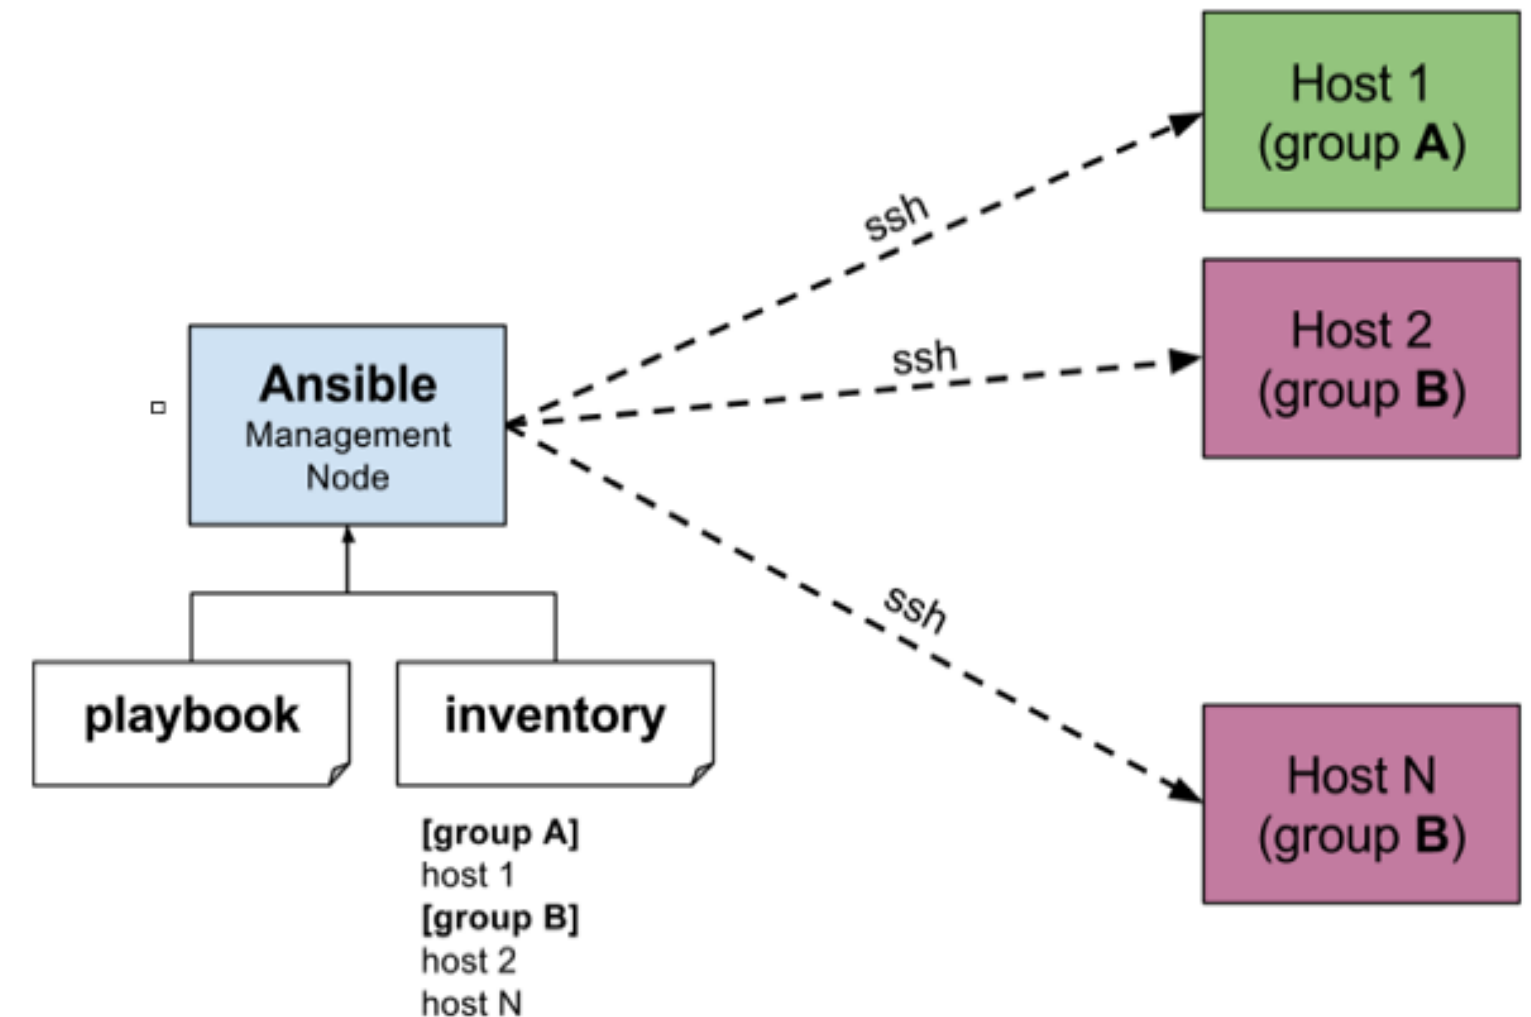 Host 1
(group A)
ssh
Host 2
(group B)
ssh
Ansible
Management
Node
ssh
playbook
inventory
Host N
(group B)
[group A]
host 1
[group B]
host 2
host N